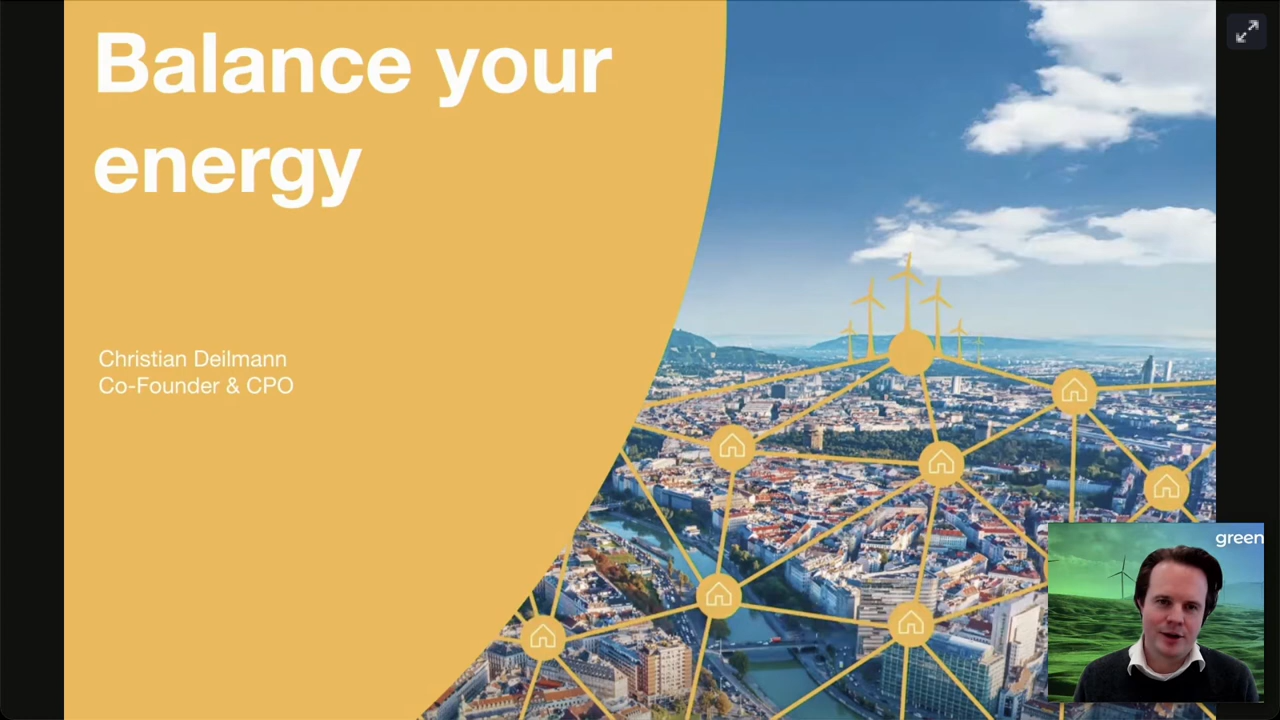 Balance your
energy
Christian Deilmann
Co-Founder & CPO
green